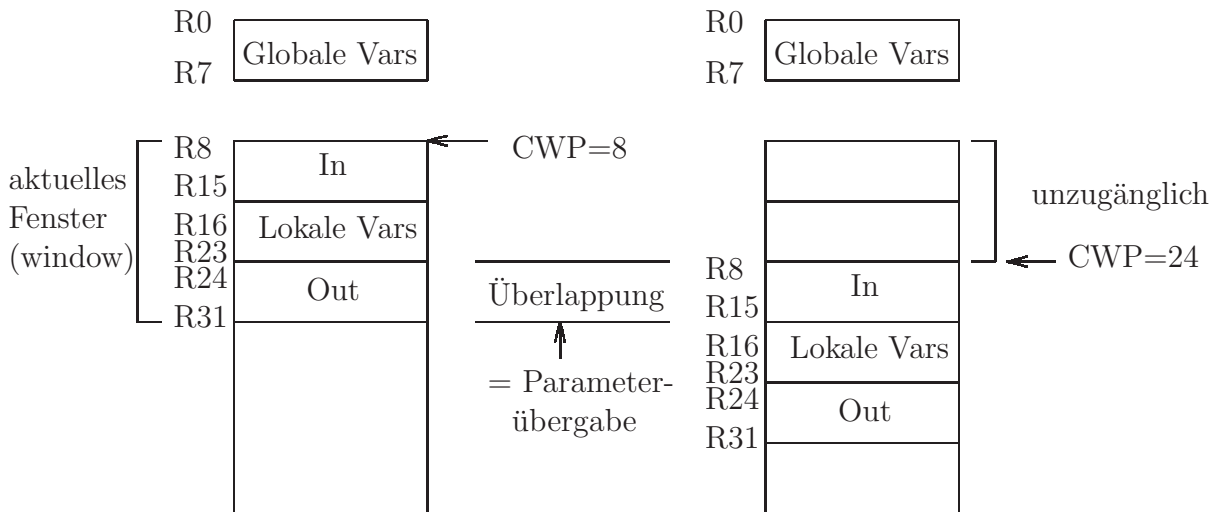 R0
Globale Vars
R7
aktuelles
Fenster
(window)
R8
In
R15
R16
Lokale Vars
R23
R24
Out
R31
CWP=8
Überlappung
= Parameter-
übergabe
R0
Globale Vars
R7
unzugänglich
CWP=24
R8
In
R15
R16
Lokale Vars
R23
R24
Out
R31